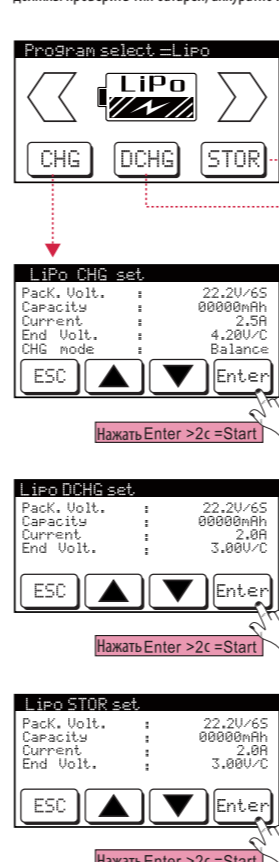 Program select =Lipo
LiPo
CHG DCHG STOR
LiPo CHG set
PacK. Volt. : 22.2V/6S
Capacity : 00000mAh
Current : 2.5A
End Volt. : 4.20V/C
CHG mode : Balance
ESC Enter
Нажать Enter >2c =Start
Lipo DCHG set
PacK. Volt. : 22.2V/6S
Capacity : 00000mAh
Current : 2.0A
End Volt. : 3.00V/C
ESC Enter
Нажать Enter >2c =Start
Lipo STOR set
PacK. Volt. : 22.2V/6S
Capacity : 00000mAh
Current : 2.0A
End Volt. : 3.00V/C
ESC Enter
Нажать Enter >2c =Start